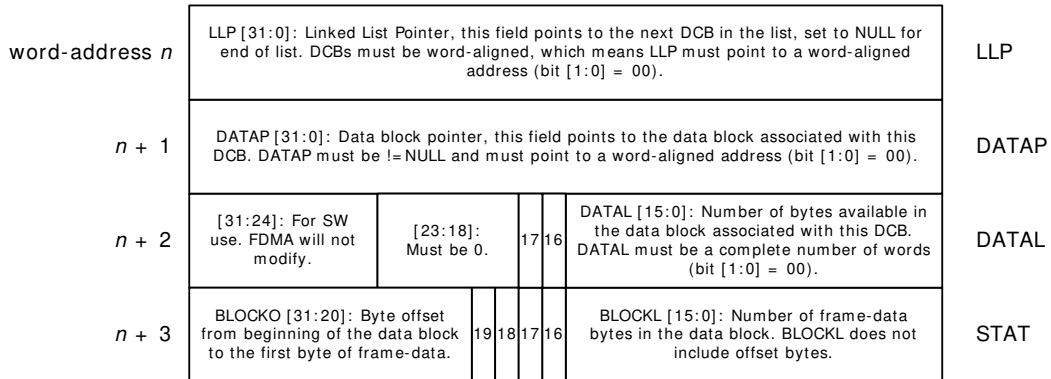 LLP [31:0]: Linked List Pointer, this field points to the next DCB in the list, set to NULL for
end of list. DCBs must be word-aligned, which means LLP must point to a word-aligned
address (bit [1:0] = 00).
word-address n
LLP
DATAP [31:0]: Data block pointer, this field points to the data block associated with this
DCB. DATAP must be != NULL and must point to a word-aligned address (bit [1:0] = 00).
n + 1
DATAP
[31:24]: For SW
use. FDMA will not
modify.
[23:18]:
Must be 0.
17
16
DATAL [15:0]: Number of bytes available in
the data block associated with this DCB.
DATAL must be a complete number of words
(bit [1:0] = 00).
n + 2
DATAL
BLOCKO [31:20]: Byte offset
from beginning of the data block
to the first byte of frame-data.
19
18
17
16
BLOCKL [15:0]: Number of frame-data
bytes in the data block. BLOCKL does not
include offset bytes.
n + 3
STAT